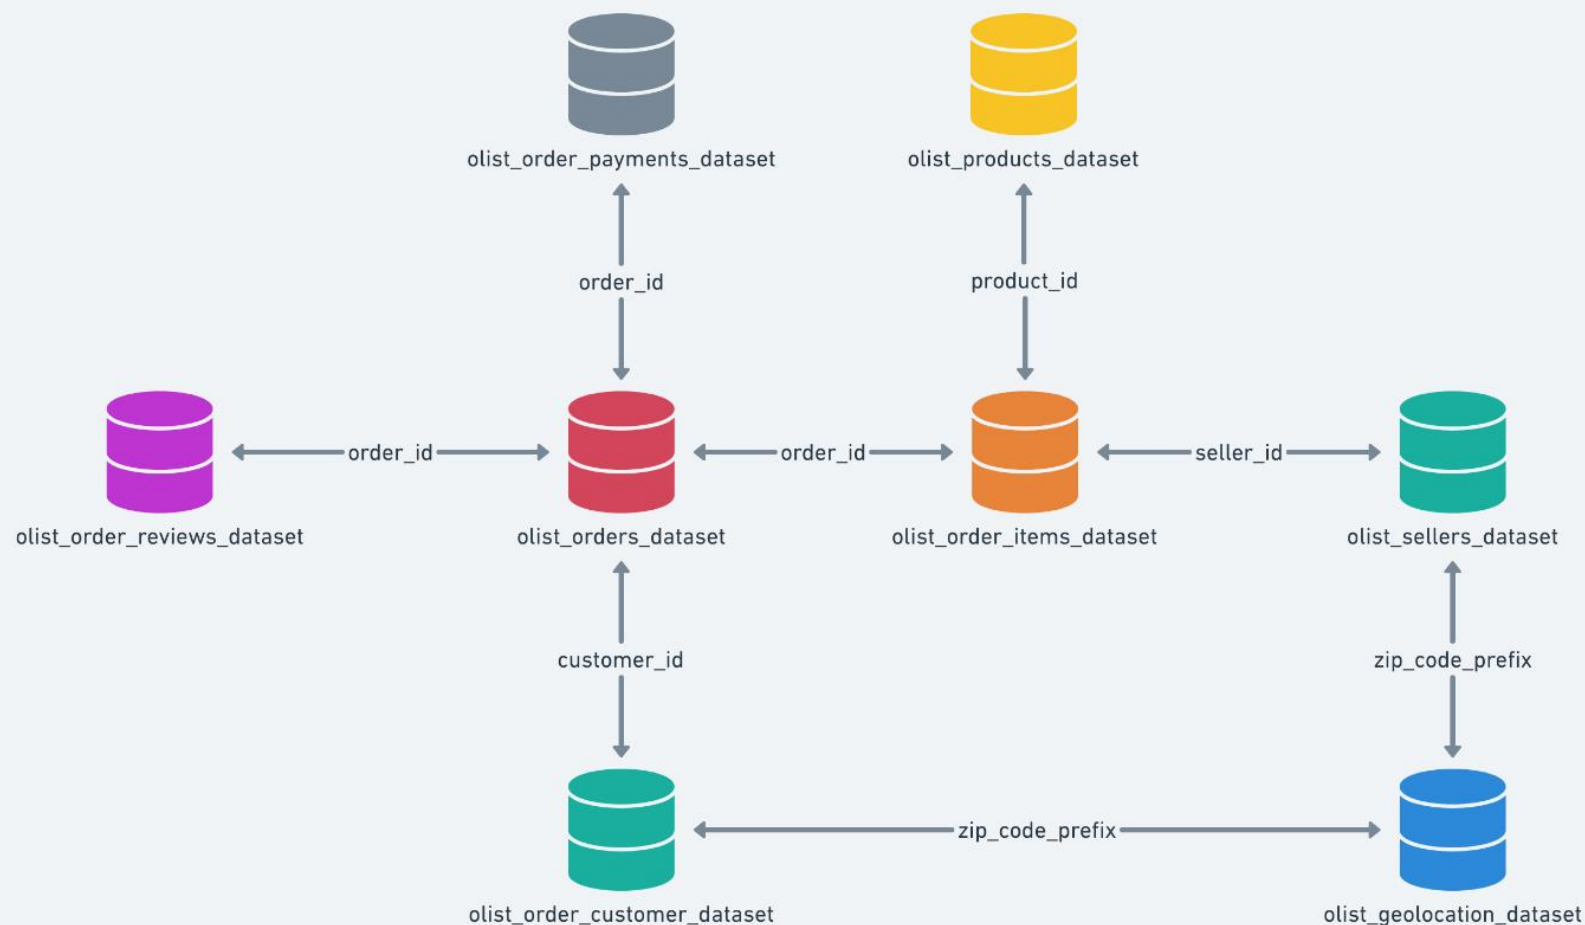 olist_order_payments_dataset
olist_products_dataset
order_id
product_id
order_id
order_id
seller_id
olist_order_reviews_dataset
olist_orders_dataset
olist_order_items_dataset
olist_sellers_dataset
customer_id
zip_code_prefix
zip_code_prefix
olist_order_customer_dataset
olist_geolocation_dataset